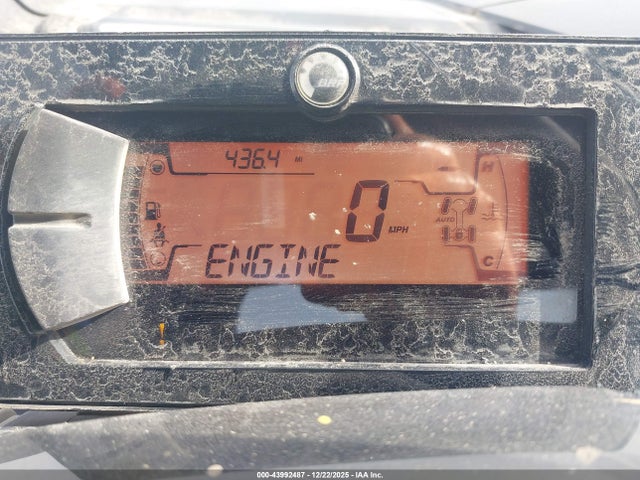 436.4 MI
H
0 MPH
AUTO
ENGINE
C
000-43992487 - 12/22/2025 - IAA Inc.